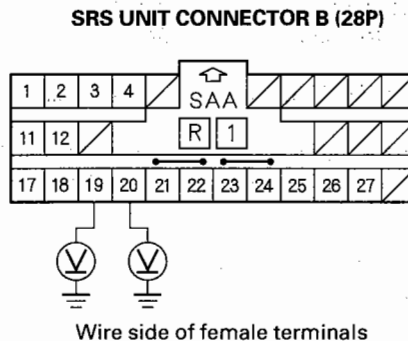 SRS UNIT CONNECTOR B (28P)
1 2 3 4
SAA
11 12 R 1
17 18 19 20 21 22 23 24 25 26 27
V V
Wire side of female terminals